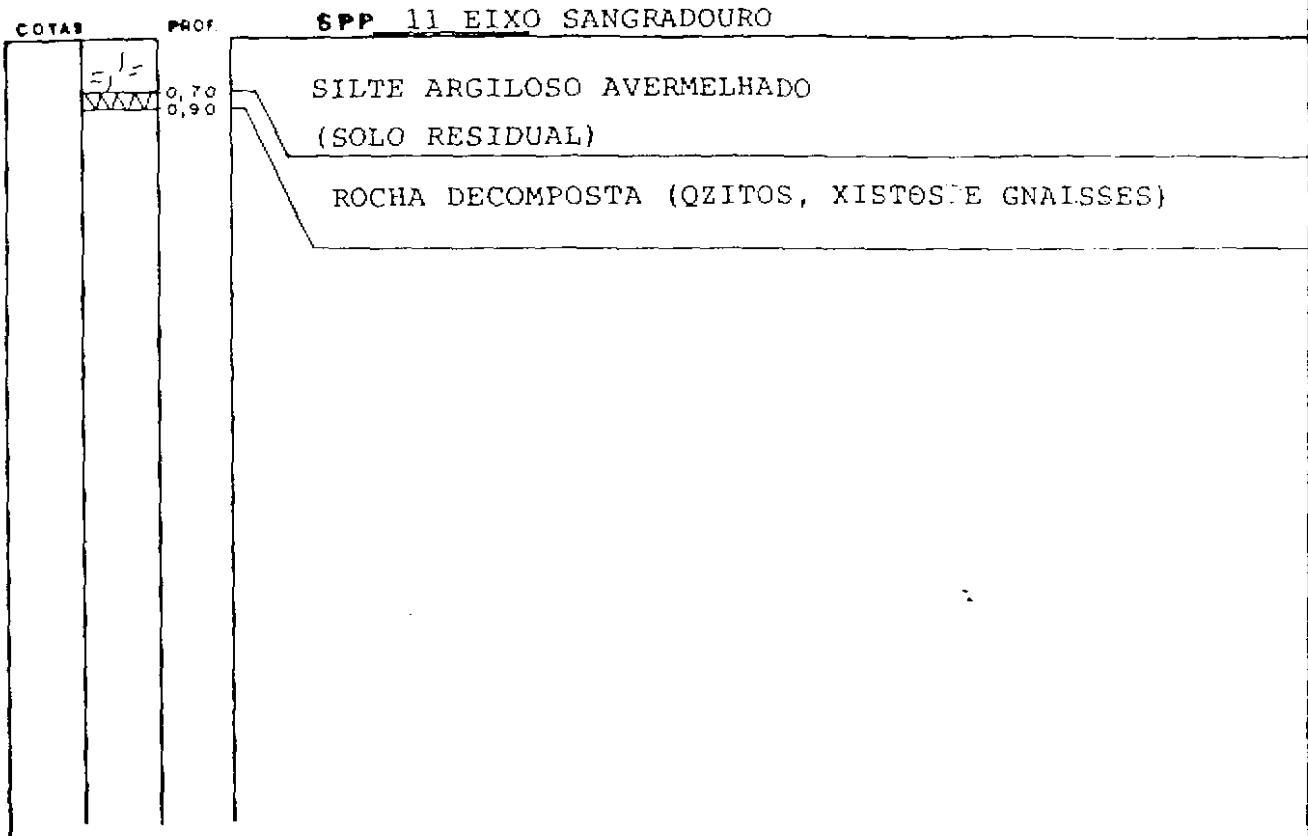 COTAS PROF. SPP 11 EIXO SANGRADOURO
0,70 SILTE ARGILOSO AVERMELHADO
0,90
(SOLO RESIDUAL)
ROCHA DECOMPOSTA (QZITOS, XISTOS E GNAISSES)